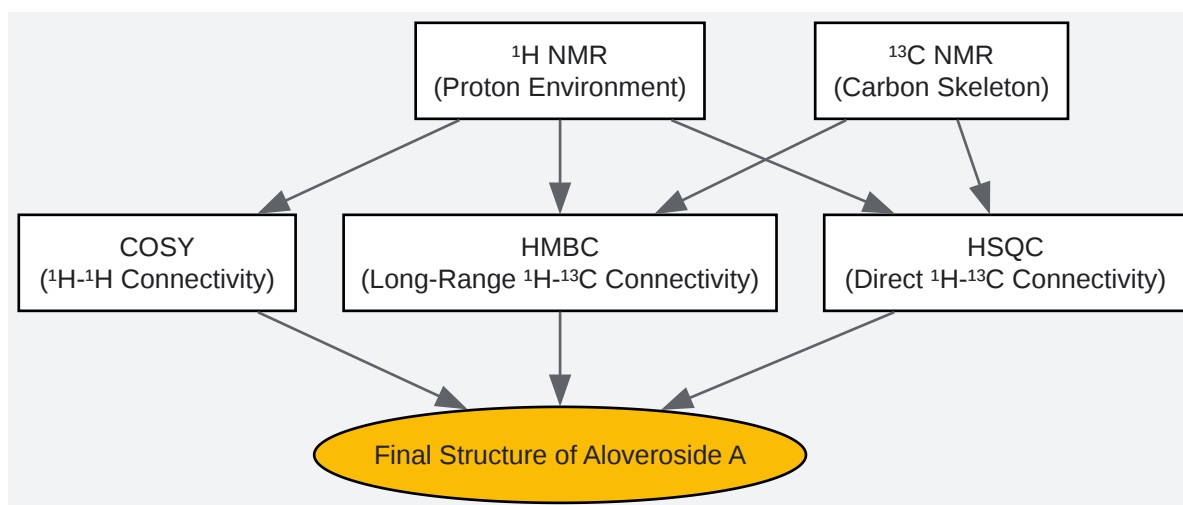 ¹H NMR
(Proton Environment)
¹³C NMR
(Carbon Skeleton)
COSY
(¹H-¹H Connectivity)
HMBC
(Long-Range ¹H-¹³C Connectivity)
HSQC
(Direct ¹H-¹³C Connectivity)
Final Structure of Aloveroside A